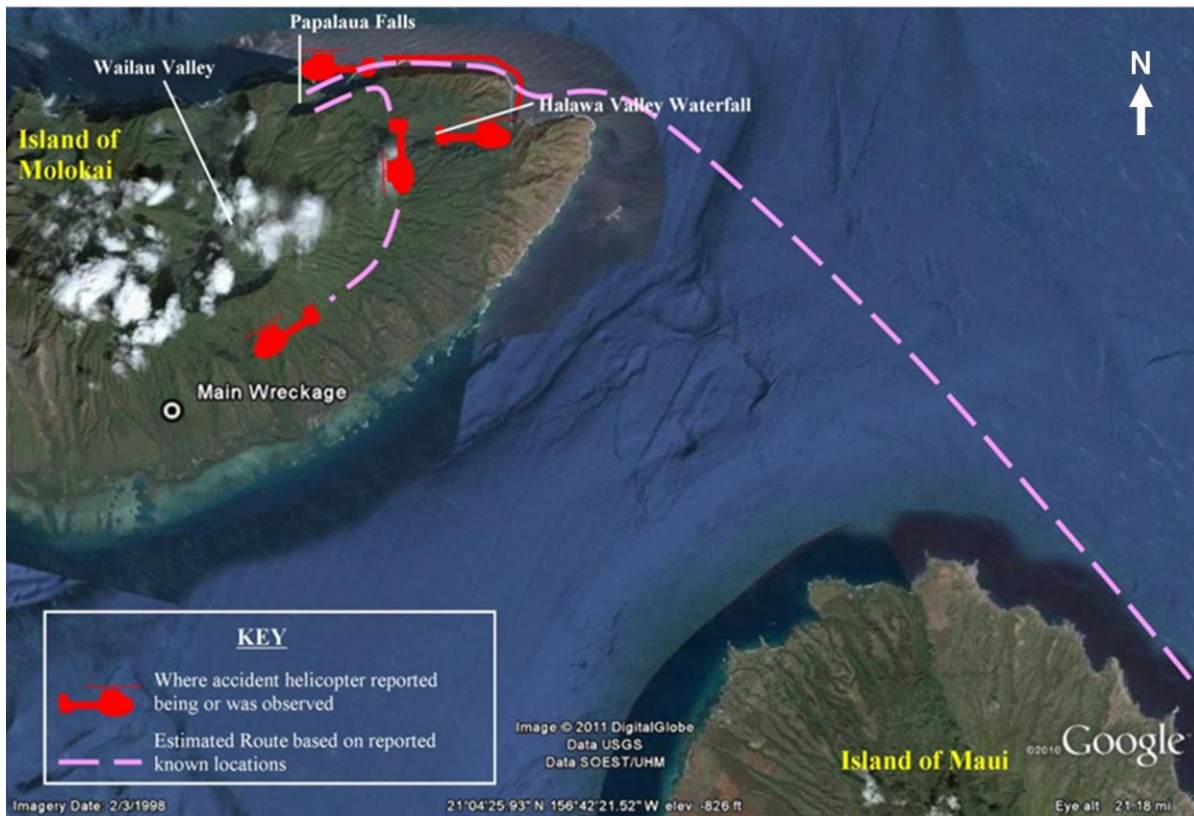 Papalaua Falls
Wailau Valley
N
Halawa Valley Waterfall
Island of
Molokai
Main Wreckage
KEY
Where accident helicopter reported
being or was observed
Estimated Route based on reported
known locations
Image © 2011 DigitalGlobe
Data USGS
Data SOEST/UHM
©2010 Google
Island of Maui
Imagery Date: 2/3/1998
21°04'25.93" N 156°42'21.52" W elev -826 ft
Eye alt 21.18 mi